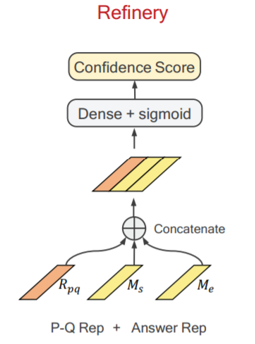 Refinery
Confidence Score
Dense + sigmoid
Concatenate
R_pq M_s M_e
P-Q Rep + Answer Rep